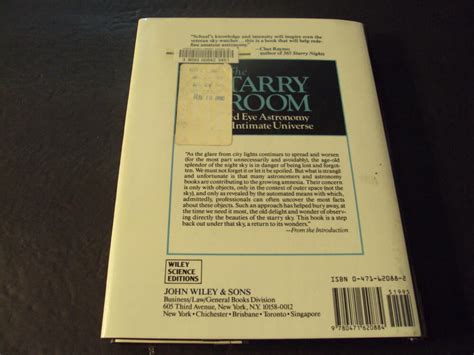 "Schaaf's knowledge and intensity will inspire even the
veteran sky-watcher ... this is a book that will help rede-
fine amateur astronomy."
—Chet Raymo
author of 365 Starry Nights
the
STARRY
ROOM
ed Eye Astronomy
Intimate Universe
"As the glare from city lights continues to spread and worsen
(for the most part unnecessarily and avoidably), the age-old
splendor of the night sky is in danger of being lost and forgot-
ten. We must not forget it or let it be spoiled. But what is strange
and unfortunate is that many astronomers and astronomy
books are contributing to the growing amnesia. Their concern
is only with objects, only in the context of outer space (not the
sky), and only as revealed by the automated means with which,
admittedly, professionals can often uncover the most facts
about these objects. Such an approach has helped bury away, at
the time we need it most, the old delight and wonder of observ-
ing directly the beauties of the starry sky. This book is a step
back out under that sky, a return to its wonders."
—From the Introduction
WILEY
SCIENCE
EDITIONS
JOHN WILEY & SONS
Business/Law/General Books Division
605 Third Avenue, New York, N.Y. 10158-0012
New York • Chichester • Brisbane • Toronto • Singapore
ISBN 0-471-62088-2
51995
9 780471 620884